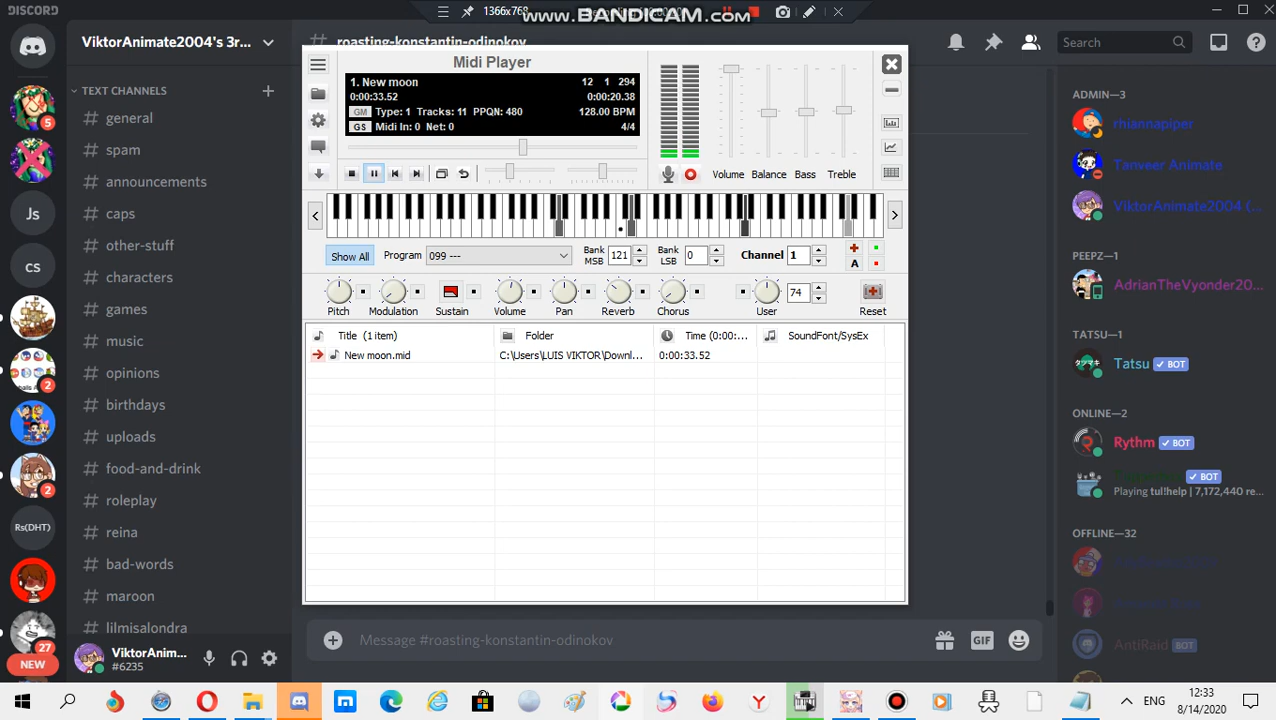 DISCORD
1366x768
www.BANDICAM.com
ViktorAnimate2004's 3r...
roasting-konstantin-odinokov
Search
TEXT CHANNELS
general
spam
announcements
caps
other-stuff
characters
games
music
opinions
birthdays
uploads
food-and-drink
roleplay
reina
bad-words
maroon
lilmisalondra
5
Js
cs
2
2
Rs(DHT)
27
NEW
ViktorAnim...
#6235
Midi Player
1. New moon 12 1 294
0:00:33.52 0:00:20.38
GM Type: 1 Tracks: 11 PPQN: 480 128.00 BPM
GS Midi In: 0 Net: 0 4/4
Volume Balance Bass Treble
Show All Program 099 --- Bank MSB 121 Bank LSB 0 Channel 1 A
Pitch Modulation Sustain Volume Pan Reverb Chorus User 74 Reset
Title (1 item) Folder Time (0:00:... SoundFont/SysEx
New moon.mid C:\Users\LUIS VIKTOR\Downl... 0:00:33.52
Message #roasting-konstantin-odinokov
GIF
ADMIN—3
rhiannapiper
Tanveer Animate
VIktorAnimate2004 (...
PEEPZ—1
AdrianTheVyonder20...
TATSU—1
Tatsu BOT
ONLINE—2
Rythm BOT
BOT
Playing tul!help | 7,172,440 re...
OFFLINE—32
AntiRaid BOT
ENG
12:33
8/14/2020